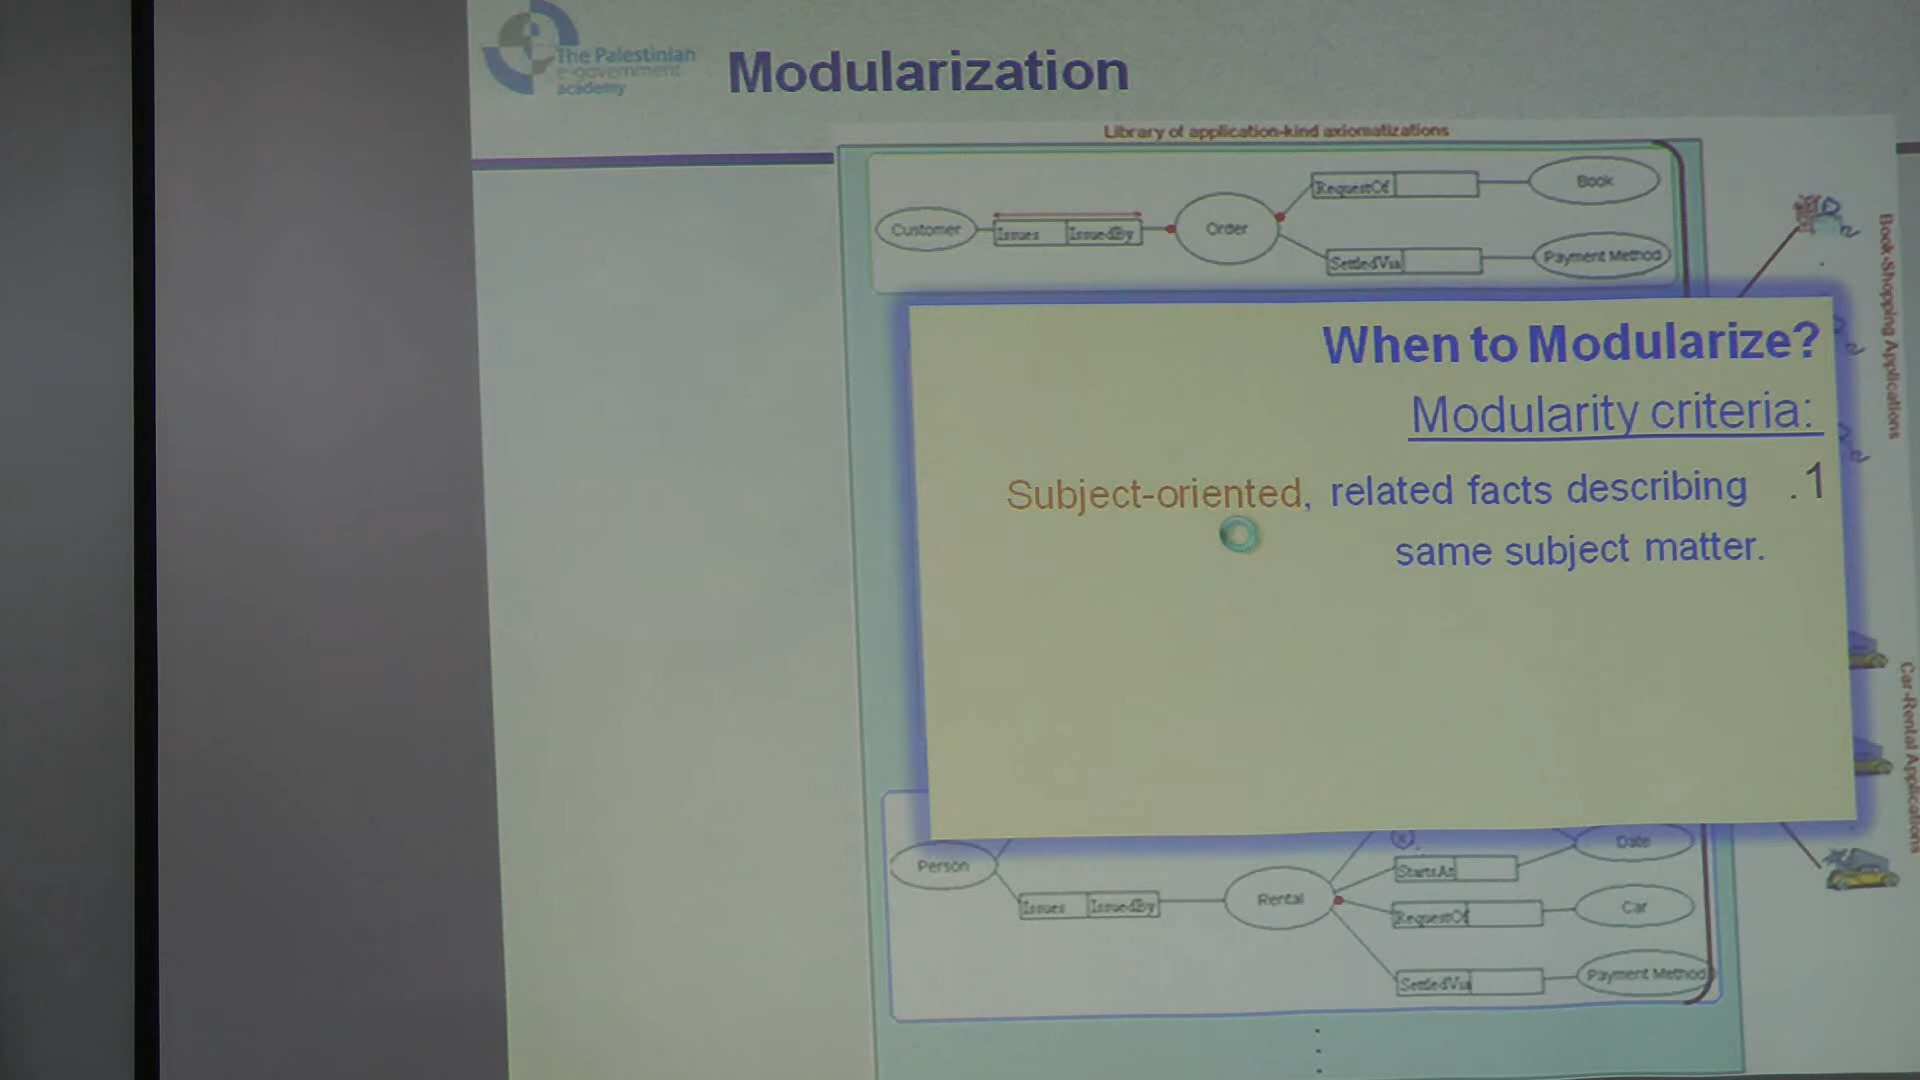 The Palestinian
e-government
academy
Modularization
Library of application-kind axiomatizations
Customer
Issues
IssuedBy
Order
RequestOf
Book
SettledVia
Payment Method
Book-Shopping Applications
When to Modularize?
Modularity criteria:
Subject-oriented, related facts describing .1
same subject matter.
Car-Rental Applications
Person
Issues
IssuedBy
Rental
StartsAt
Date
RequestOf
Car
SettledVia
Payment Method